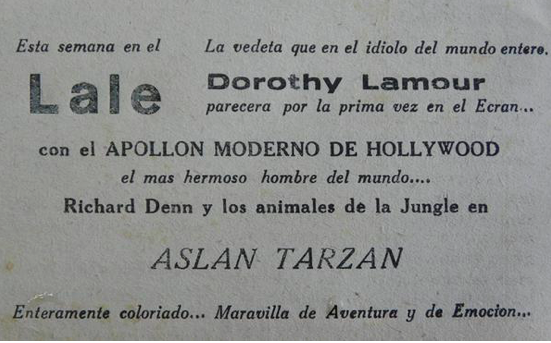 Esta semana en el
La vedeta que en el idiolo del mundo entero.
Lale
Dorothy Lamour
parecera por la prima vez en el Ecran...
con el APOLLON MODERNO DE HOLLYWOOD
el mas hermoso hombre del mundo....
Richard Denn y los animales de la Jungle en
ASLAN TARZAN
Enteramente coloriado... Maravilla de Aventura y de Emocion...